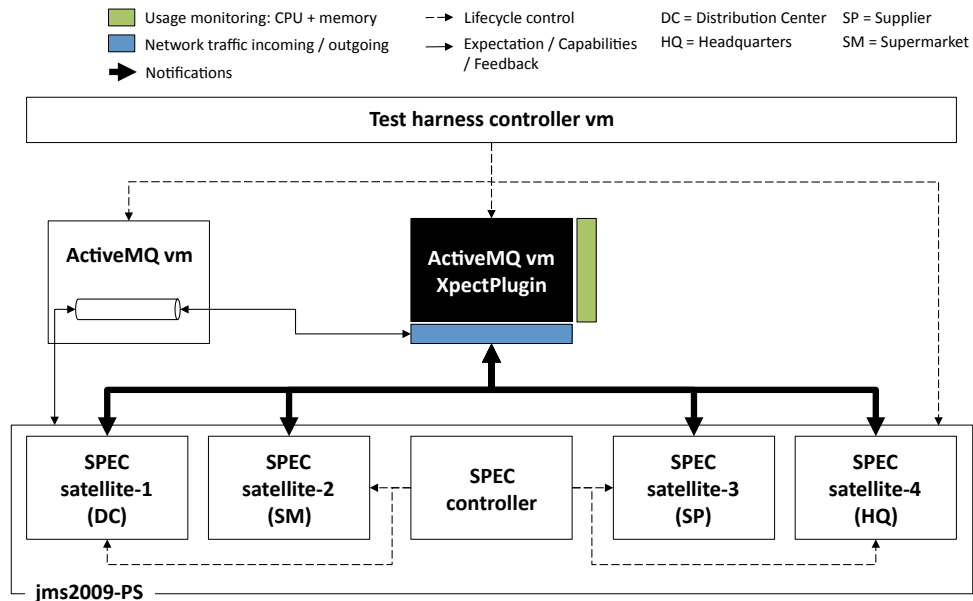 Usage monitoring: CPU + memory
Network traffic incoming / outgoing
Notifications
Lifecycle control
Expectation / Capabilities
/ Feedback
DC = Distribution Center
SP = Supplier
HQ = Headquarters
SM = Supermarket
Test harness controller vm
ActiveMQ vm
ActiveMQ vm
XpectPlugin
SPEC
satellite-1
(DC)
SPEC
satellite-2
(SM)
SPEC
controller
SPEC
satellite-3
(SP)
SPEC
satellite-4
(HQ)
jms2009-PS